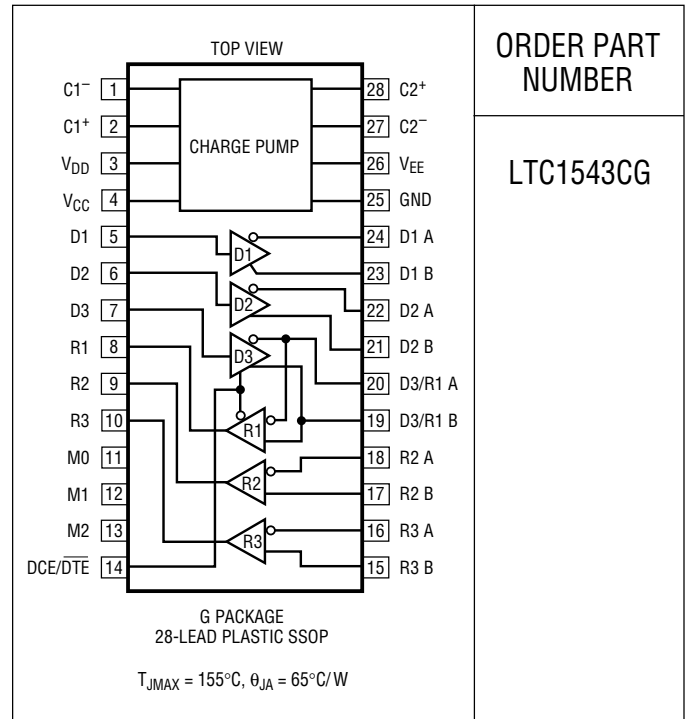 TOP VIEW
C1⁻ 1
C1⁺ 2
V_DD 3
V_CC 4
D1 5
D2 6
D3 7
R1 8
R2 9
R3 10
M0 11
M1 12
M2 13
DCE/D̅T̅E̅ 14
CHARGE PUMP
D1
D2
D3
R1
R2
R3
28 C2⁺
27 C2⁻
26 V_EE
25 GND
24 D1 A
23 D1 B
22 D2 A
21 D2 B
20 D3/R1 A
19 D3/R1 B
18 R2 A
17 R2 B
16 R3 A
15 R3 B
G PACKAGE
28-LEAD PLASTIC SSOP
T_JMAX = 155°C, θ_JA = 65°C/W
ORDER PART
NUMBER
LTC1543CG